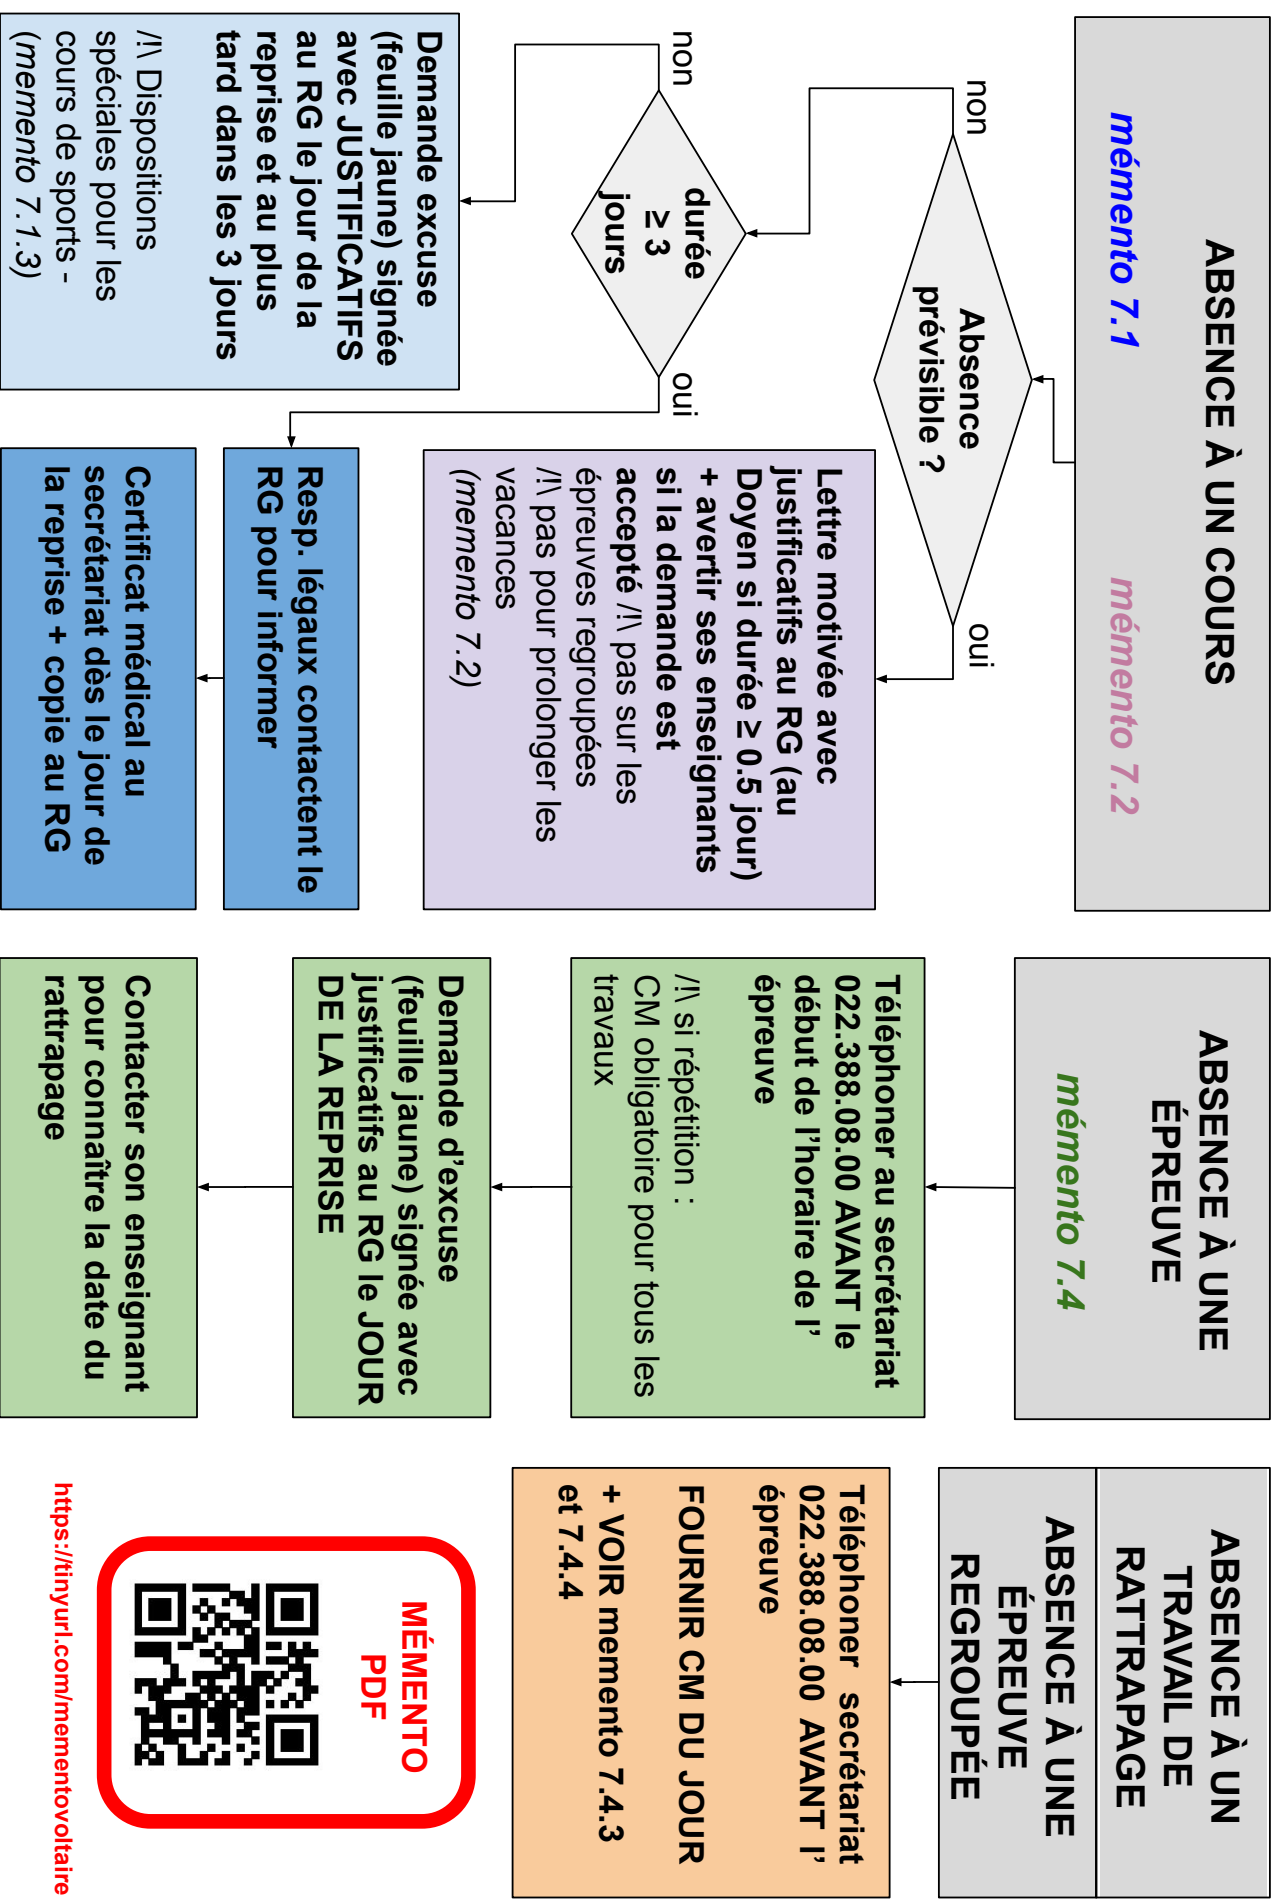 ABSENCE À UN COURS
mémento 7.1
mémento 7.2
Absence
prévisible ?
non
oui
durée
≥ 3
jours
non
oui
Demande excuse
(feuille jaune) signée
avec JUSTIFICATIFS
au RG le jour de la
reprise et au plus
tard dans les 3 jours
/!\ Dispositions
spéciales pour les
cours de sports -
(memento 7.1.3)
Lettre motivée avec
justificatifs au RG (au
Doyen si durée ≥ 0.5 jour)
+ avertir ses enseignants
si la demande est
accepté /!\ pas sur les
épreuves regroupées
/!\ pas pour prolonger les
vacances
(memento 7.2)
Resp. légaux contactent le
RG pour informer
Certificat médical au
secrétariat dès le jour de
la reprise + copie au RG
ABSENCE À UNE
ÉPREUVE
mémento 7.4
Téléphoner au secrétariat
022.388.08.00 AVANT le
début de l'horaire de l'
épreuve
/!\ si répétition :
CM obligatoire pour tous les
travaux
Demande d'excuse
(feuille jaune) signée avec
justificatifs au RG le JOUR
DE LA REPRISE
Contacter son enseignant
pour connaître la date du
rattrapage
ABSENCE À UN
TRAVAIL DE
RATTRAPAGE
ABSENCE À UNE
ÉPREUVE
REGROUPÉE
Téléphoner secrétariat
022.388.08.00 AVANT l'
épreuve
FOURNIR CM DU JOUR
+ VOIR memento 7.4.3
et 7.4.4
MÉMENTO
PDF
https://tinyurl.com/mementovoltaire